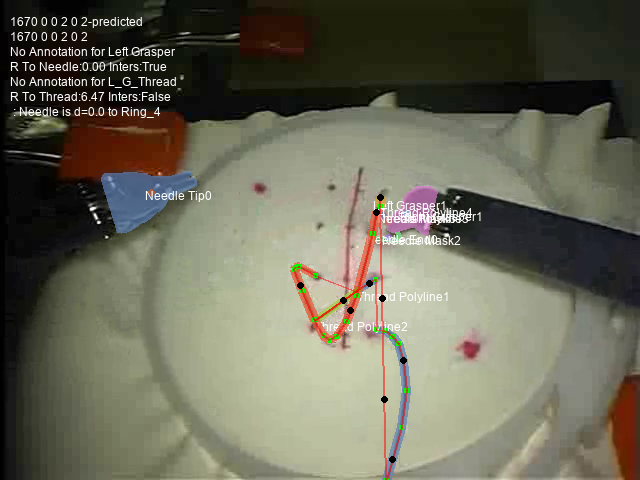 1670 0 0 2 0 2-predicted
1670 0 0 2 0 2
No Annotation for Left Grasper
R To Needle:0.00 Inters:True
No Annotation for L_G_Thread
R To Thread:6.47 Inters:False
: Needle is d=0.0 to Ring_4
Needle Tip0
Left Grasper1
Needle Mask2
Thread Polyline1
Thread Polyline2